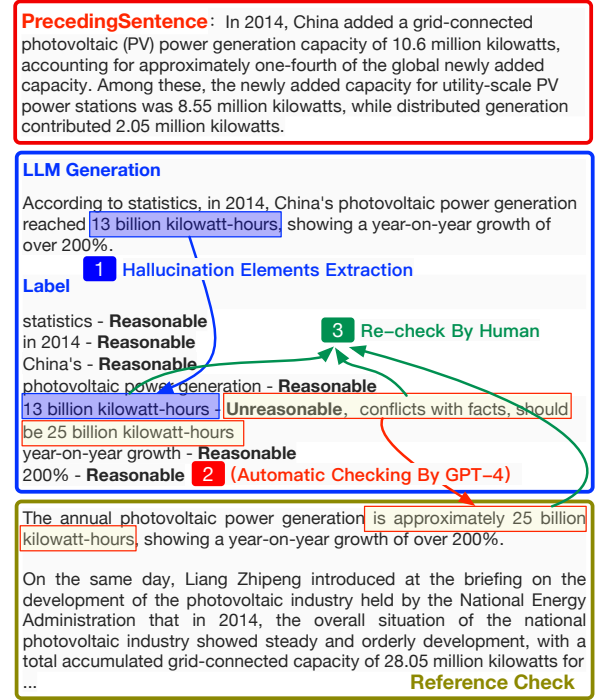 PrecedingSentence: In 2014, China added a grid-connected
photovoltaic (PV) power generation capacity of 10.6 million kilowatts,
accounting for approximately one-fourth of the global newly added
capacity. Among these, the newly added capacity for utility-scale PV
power stations was 8.55 million kilowatts, while distributed generation
contributed 2.05 million kilowatts.
LLM Generation
According to statistics, in 2014, China's photovoltaic power generation
reached 13 billion kilowatt-hours, showing a year-on-year growth of
over 200%.
1 Hallucination Elements Extraction
Label
statistics - Reasonable
3 Re-check By Human
in 2014 - Reasonable
China's - Reasonable
photovoltaic power generation - Reasonable
13 billion kilowatt-hours - Unreasonable, conflicts with facts, should
be 25 billion kilowatt-hours
year-on-year growth - Reasonable
200% - Reasonable 2 (Automatic Checking By GPT-4)
The annual photovoltaic power generation is approximately 25 billion
kilowatt-hours, showing a year-on-year growth of over 200%.
On the same day, Liang Zhipeng introduced at the briefing on the
development of the photovoltaic industry held by the National Energy
Administration that in 2014, the overall situation of the national
photovoltaic industry showed steady and orderly development, with a
total accumulated grid-connected capacity of 28.05 million kilowatts for
...
Reference Check